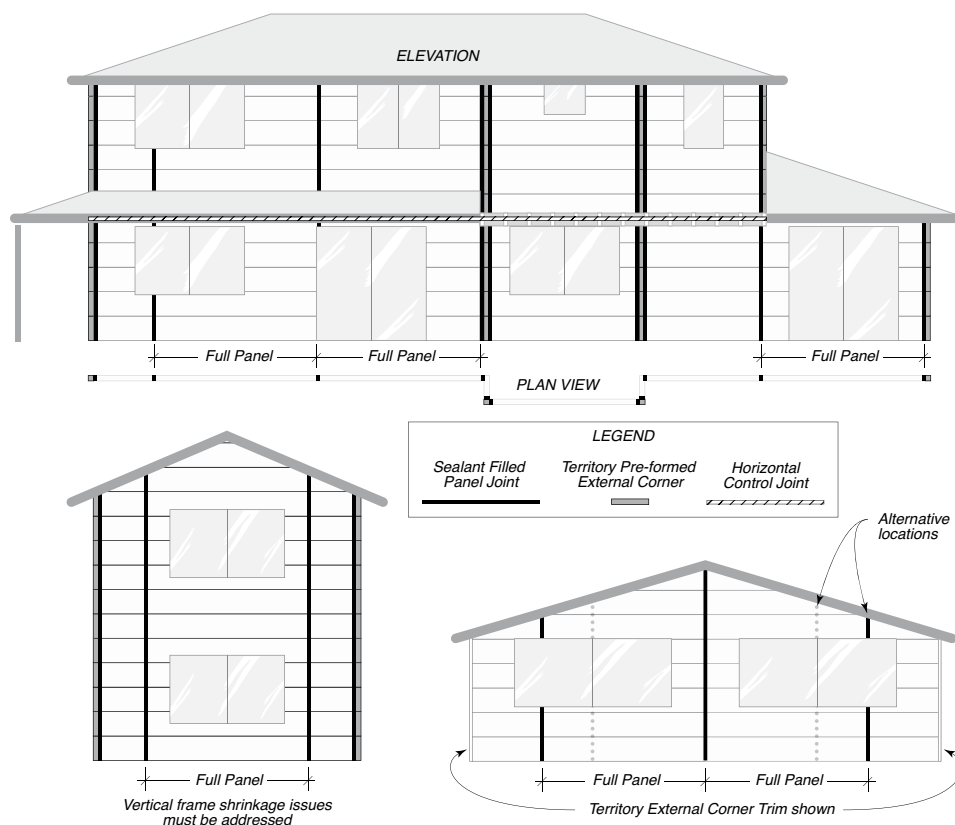 ELEVATION
Full Panel
Full Panel
Full Panel
PLAN VIEW
LEGEND
Sealant Filled
Panel Joint
Territory Pre-formed
External Corner
Horizontal
Control Joint
Alternative
locations
Full Panel
Vertical frame shrinkage issues
must be addressed
Full Panel
Full Panel
Territory External Corner Trim shown